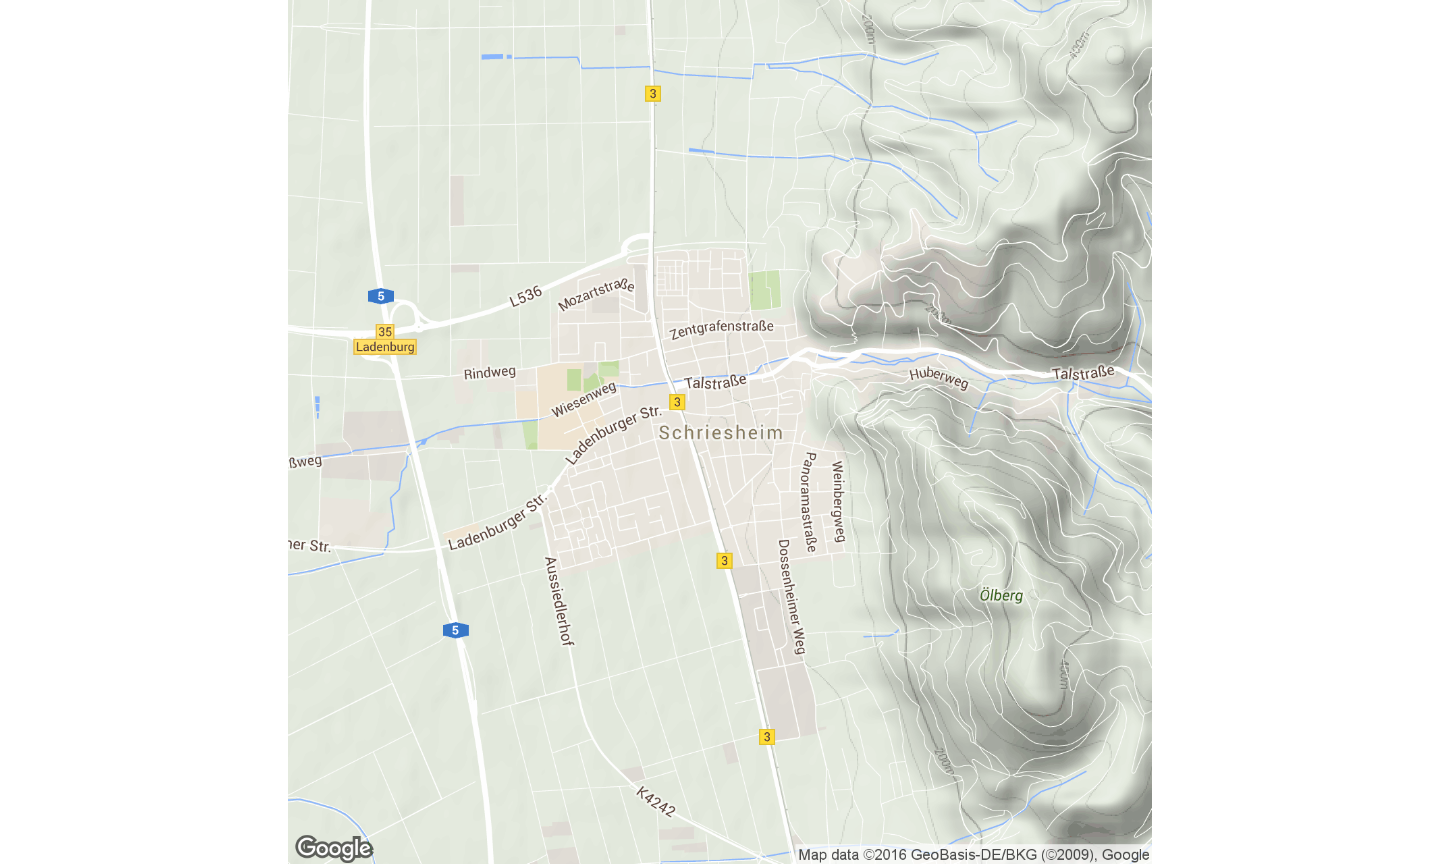 200m
400m
3
L536
Mozartstraße
5
Zentgrafenstraße
200m
35
Ladenburg
Rindweg
Talstraße
Huberweg
Talstraße
Wiesenweg
3
Ladenburger Str.
Schriesheim
ßweg
Panoramastraße
Weinbergweg
Ladenburger Str.
ner Str.
3
Aussiedlerhof
Dossenheimer Weg
Ölberg
5
400m
3
200m
K4242
Google
Map data ©2016 GeoBasis-DE/BKG (©2009), Google